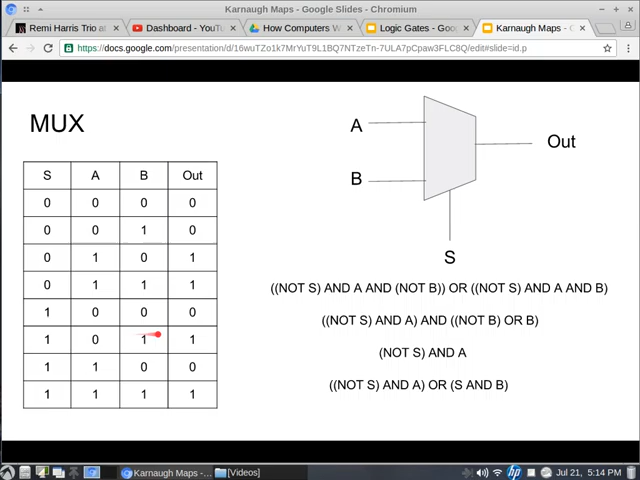 Karnaugh Maps - Google Slides - Chromium
Remi Harris Trio at
Dashboard - YouTu
How Computers W
Logic Gates - Goog
Karnaugh Maps - G
https://docs.google.com/presentation/d/16wuTZo1k7MrYuT9L1BQ7NTzeTn-7ULA7pCpaw3FLC8Q/edit#slide=id.p
MUX
S A B Out
0 0 0 0
0 0 1 0
0 1 0 1
0 1 1 1
1 0 0 0
1 0 1 1
1 1 0 0
1 1 1 1
A
B
Out
S
((NOT S) AND A AND (NOT B)) OR ((NOT S) AND A AND B)
((NOT S) AND A) AND ((NOT B) OR B)
(NOT S) AND A
((NOT S) AND A) OR (S AND B)
Karnaugh Maps -...
[Videos]
Jul 21, 5:14 PM